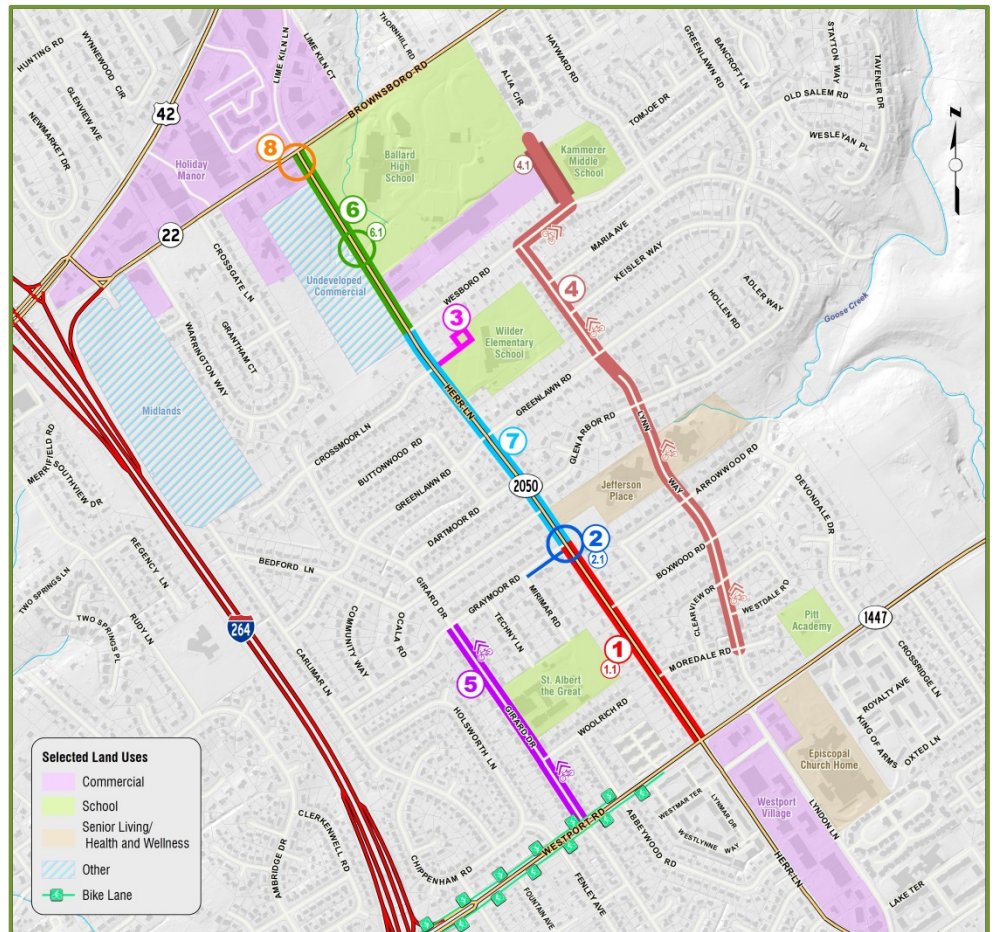 HUNTING RD
WYNNEWOOD CIR
GLENVIEW AVE
NEWMARKET DR
LIME KILN LN
LIME KILN CT
THORNHILL RD
BROWNSBORO RD
ALIA CIR
HAYWARD RD
GREENLAWN RD
BANCROFT LN
STAYTON WAY
TAVENER DR
OLD SALEM RD
TOMJOE DR
WESLEYAN PL
42
Holiday
Manor
8
Ballard
High
School
4.1
Kammerer
Middle
School
Z
22
6
6.1
Undeveloped
Commercial
CROSSGATE LN
GRANTHAM CT
WARRINGTON WAY
WESBORO RD
MARIA AVE
KEISLER WAY
4
ADLER WAY
HOLLEN RD
Goose Creek
3
Wilder
Elementary
School
Midlands
HERR LN
GREENLAWN RD
CROSSMOOR LN
BUTTONWOOD RD
7
GLEN ARBOR RD
LYNN
WAY
MERRIFIELD RD
SOUTHVIEW DR
GREENLAWN RD
2050
Jefferson
Place
ARROWWOOD RD
DEVONDALE DR
DARTMOOR RD
2
2.1
REGENCY LN
BEDFORD LN
GIRARD DR
GRAYMOOR RD
BOXWOOD RD
TWO SPRINGS LN
TWO SPRINGS PL
RUDY LN
COMMUNITY WAY
OCALA RD
MIRIMAR RD
TECHNY LN
CLEARVIEW DR
WESTDALE RD
Pitt
Academy
1447
264
CARLIMAR LN
1
1.1
MOREDALE RD
5
St. Albert
the Great
CROSSRIDGE LN
ROYALTY AVE
KING OF ARMS
OXTED LN
GIRARD DR
WOOLRICH RD
HOLSWORTH LN
Episcopal
Church Home
Selected Land Uses
Commercial
School
Senior Living/
Health and Wellness
Other
Bike Lane
CLERKENWELL RD
AMBRIDGE DR
WESTPORT RD
CHIPPENHAM RD
WESTMAR TER
LYNMAR DR
WESTLYNNE WAY
ABBEYWOOD RD
FENLEY AVE
FOUNTAIN AVE
Westport
Village
LYNDON LN
HERR LN
LAKE TER